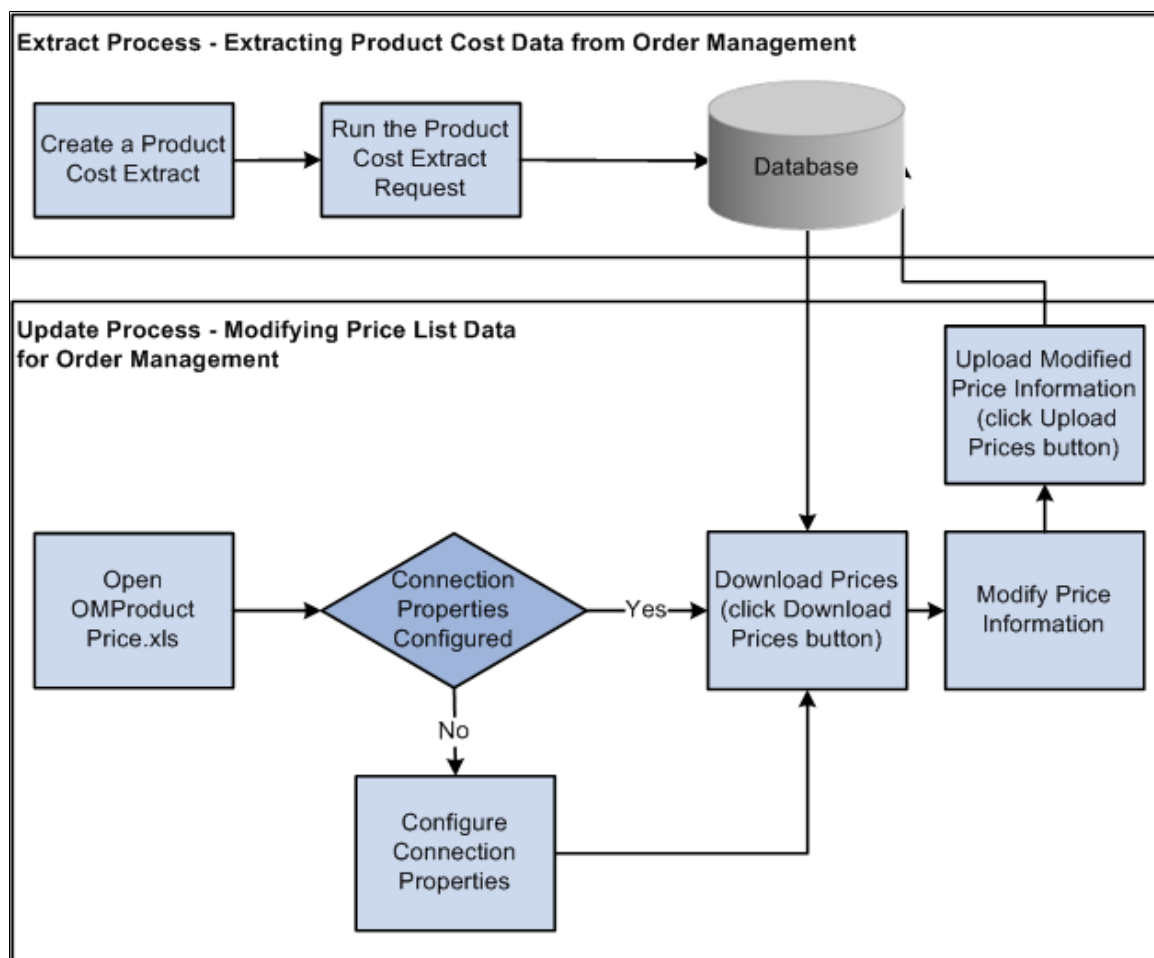 Extract Process - Extracting Product Cost Data from Order Management
Create a Product
Cost Extract
Run the Product
Cost Extract
Request
Database
Update Process - Modifying Price List Data
for Order Management
Upload Modified
Price Information
(click Upload
Prices button)
Open
OMProduct
Price.xls
Connection
Properties
Configured
Yes
Download Prices
(click Download
Prices button)
Modify Price
Information
No
Configure
Connection
Properties